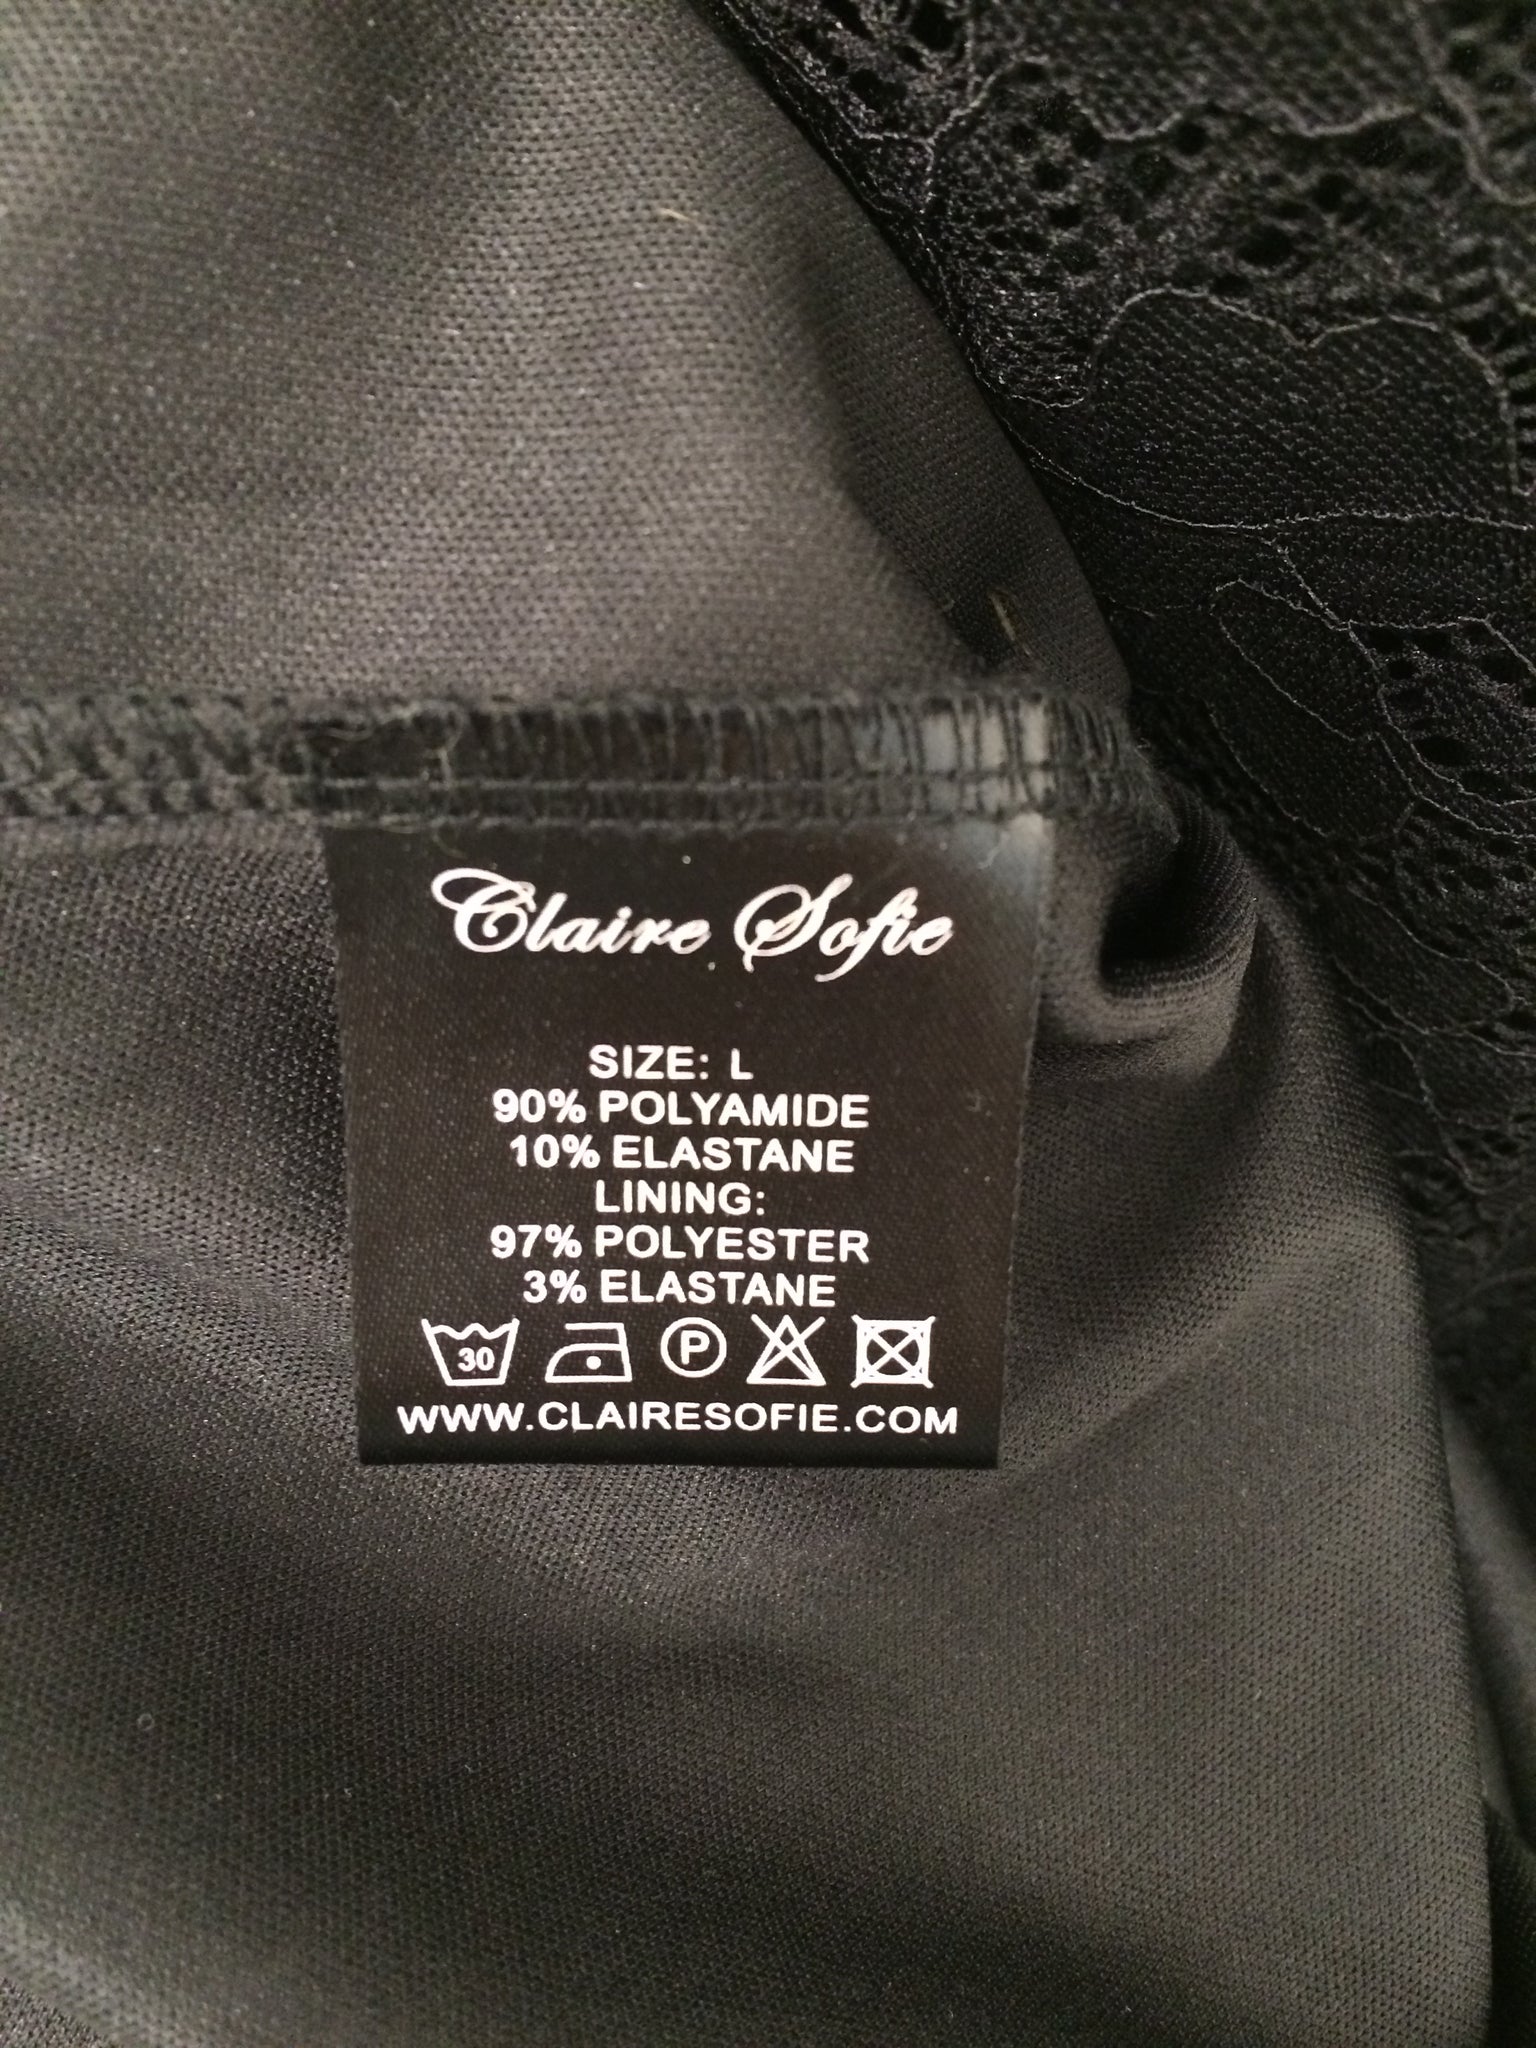 Claire Sofie
SIZE: L
90% POLYAMIDE
10% ELASTANE
LINING:
97% POLYESTER
3% ELASTANE
30 P
WWW.CLAIRESOFIE.COM